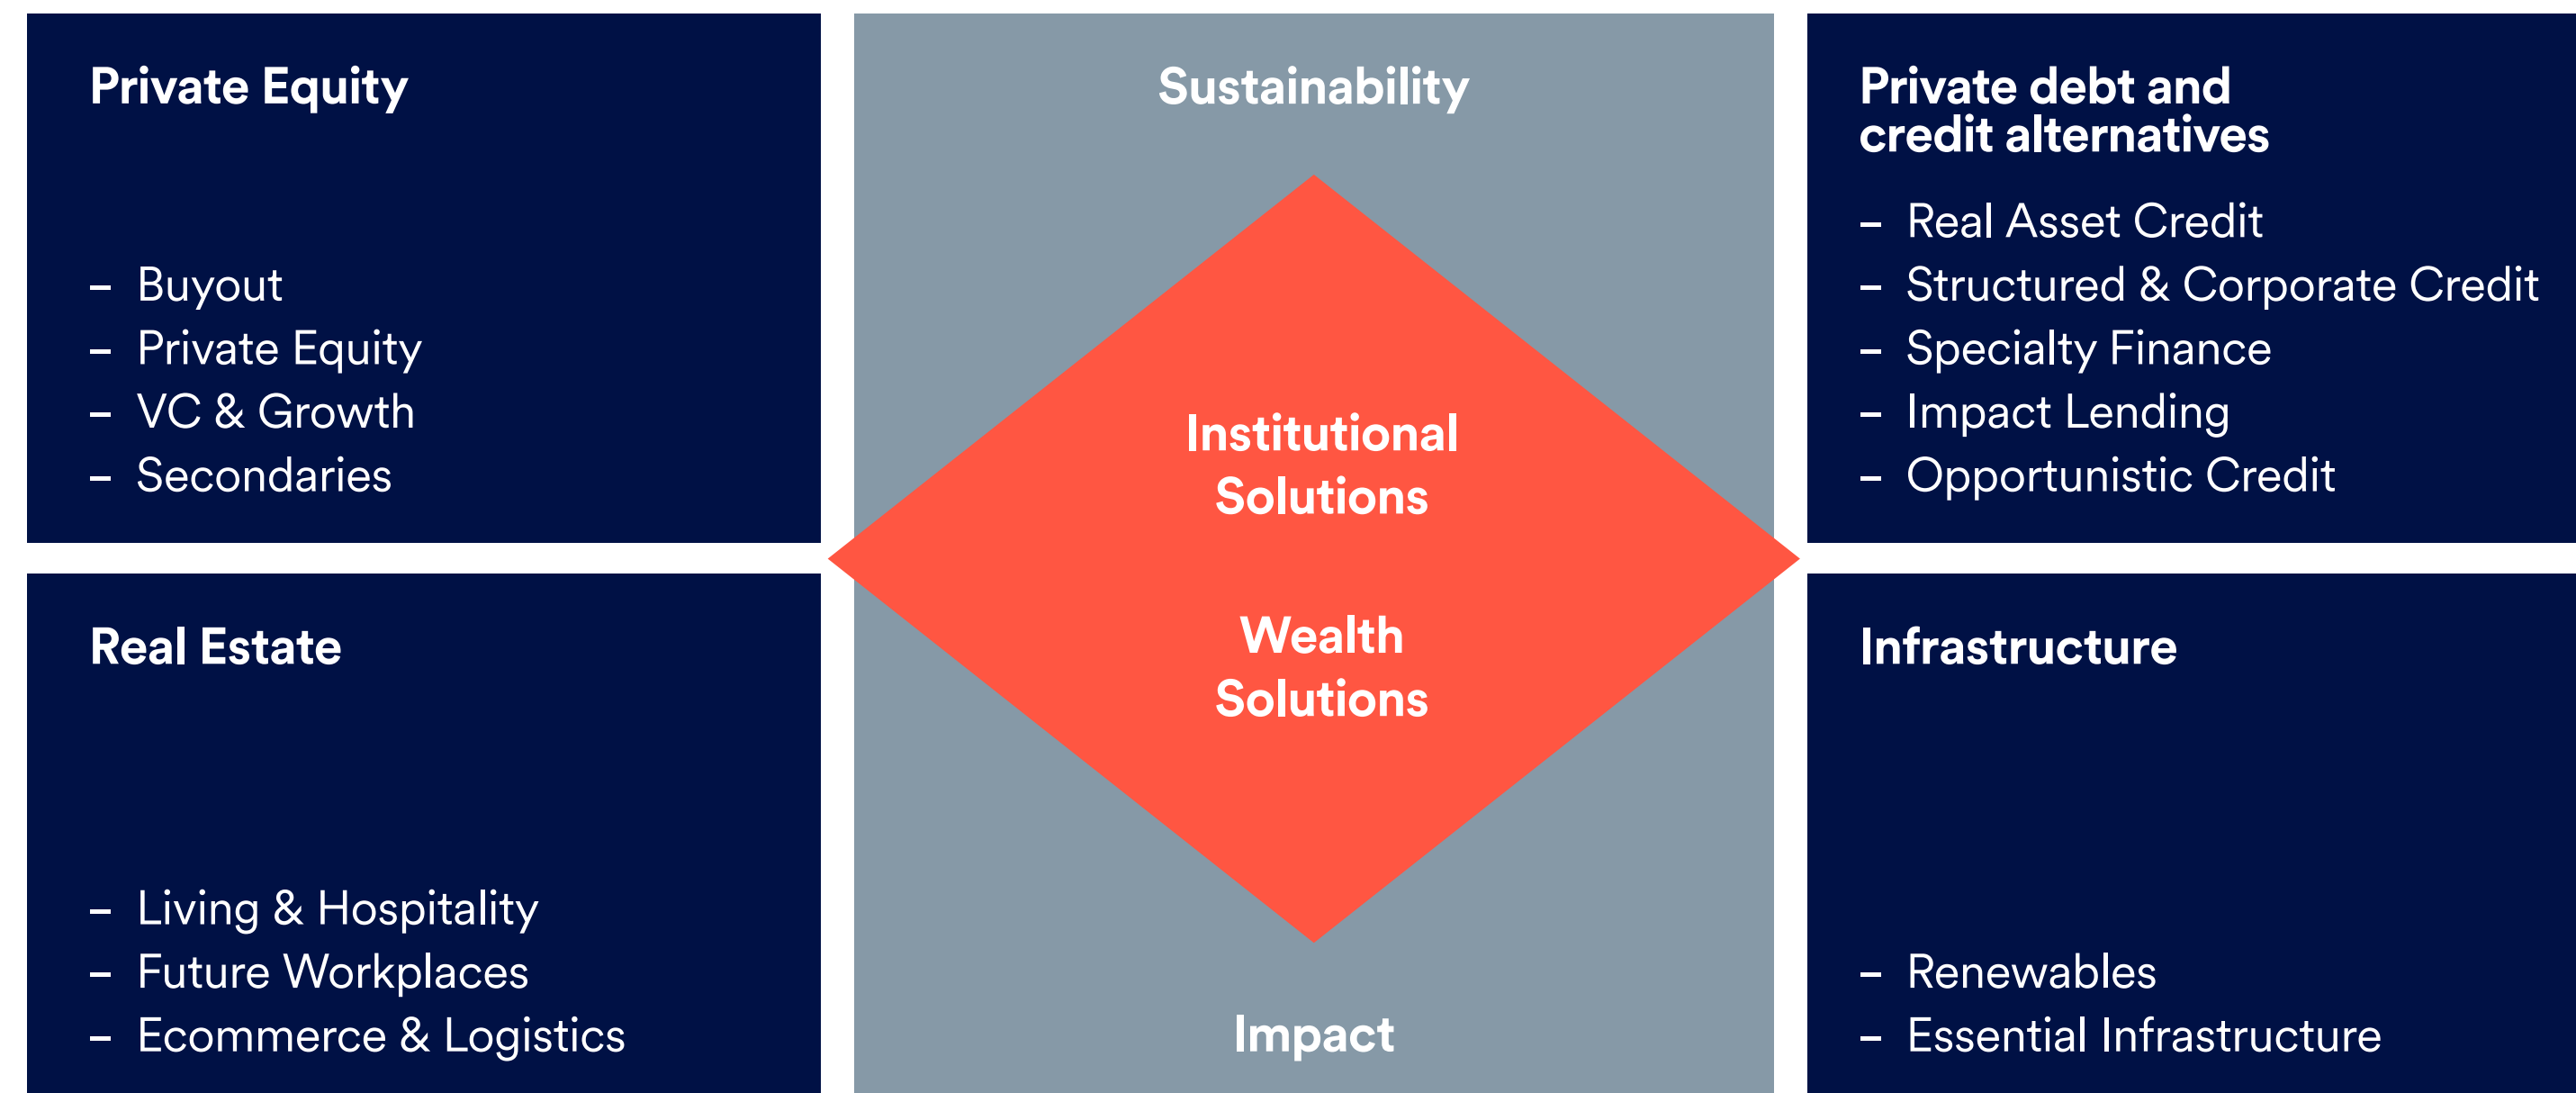 Private Equity
– Buyout
– Private Equity
– VC & Growth
– Secondaries
Sustainability
Institutional
Solutions
Wealth
Solutions
Impact
Private debt and
credit alternatives
– Real Asset Credit
– Structured & Corporate Credit
– Specialty Finance
– Impact Lending
– Opportunistic Credit
Real Estate
– Living & Hospitality
– Future Workplaces
– Ecommerce & Logistics
Infrastructure
– Renewables
– Essential Infrastructure